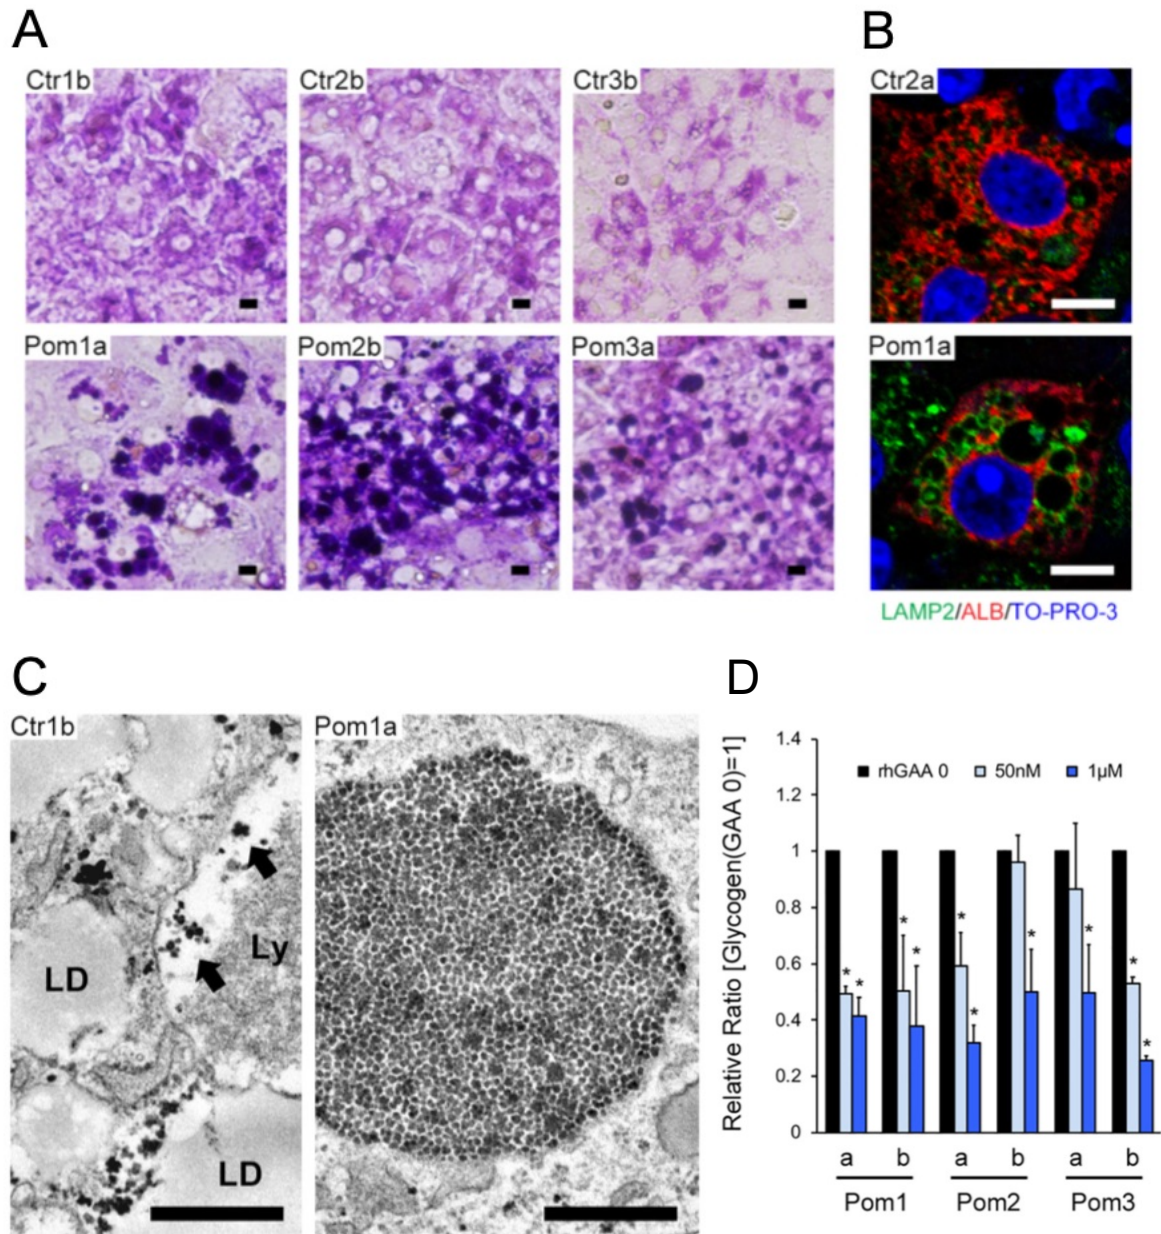 A
B
Ctr1b
Ctr2b
Ctr3b
Ctr2a
Pom1a
Pom2b
Pom3a
Pom1a
LAMP2/ALB/TO-PRO-3
C
D
Ctr1b
Pom1a
LD
Ly
LD
Relative Ratio [Glycogen(GAA 0)=1]
1.4
1.2
1
0.8
0.6
0.4
0.2
0
rhGAA 0 50nM 1µM
* * * * * * * * * *
a b a b a b
Pom1 Pom2 Pom3